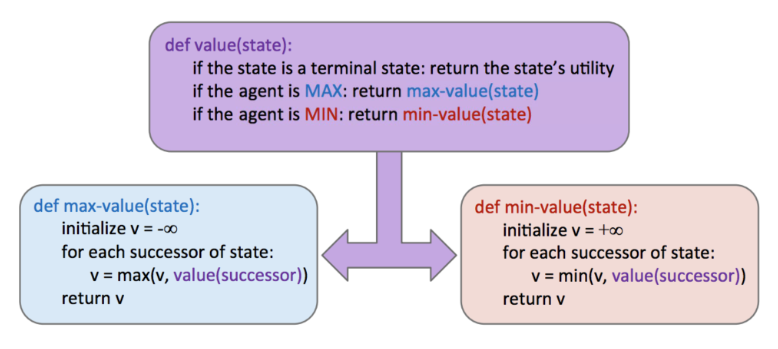 def value(state):
if the state is a terminal state: return the state’s utility
if the agent is MAX: return max-value(state)
if the agent is MIN: return min-value(state)
def max-value(state):
initialize v = -∞
for each successor of state:
v = max(v, value(successor))
return v
def min-value(state):
initialize v = +∞
for each successor of state:
v = min(v, value(successor))
return v